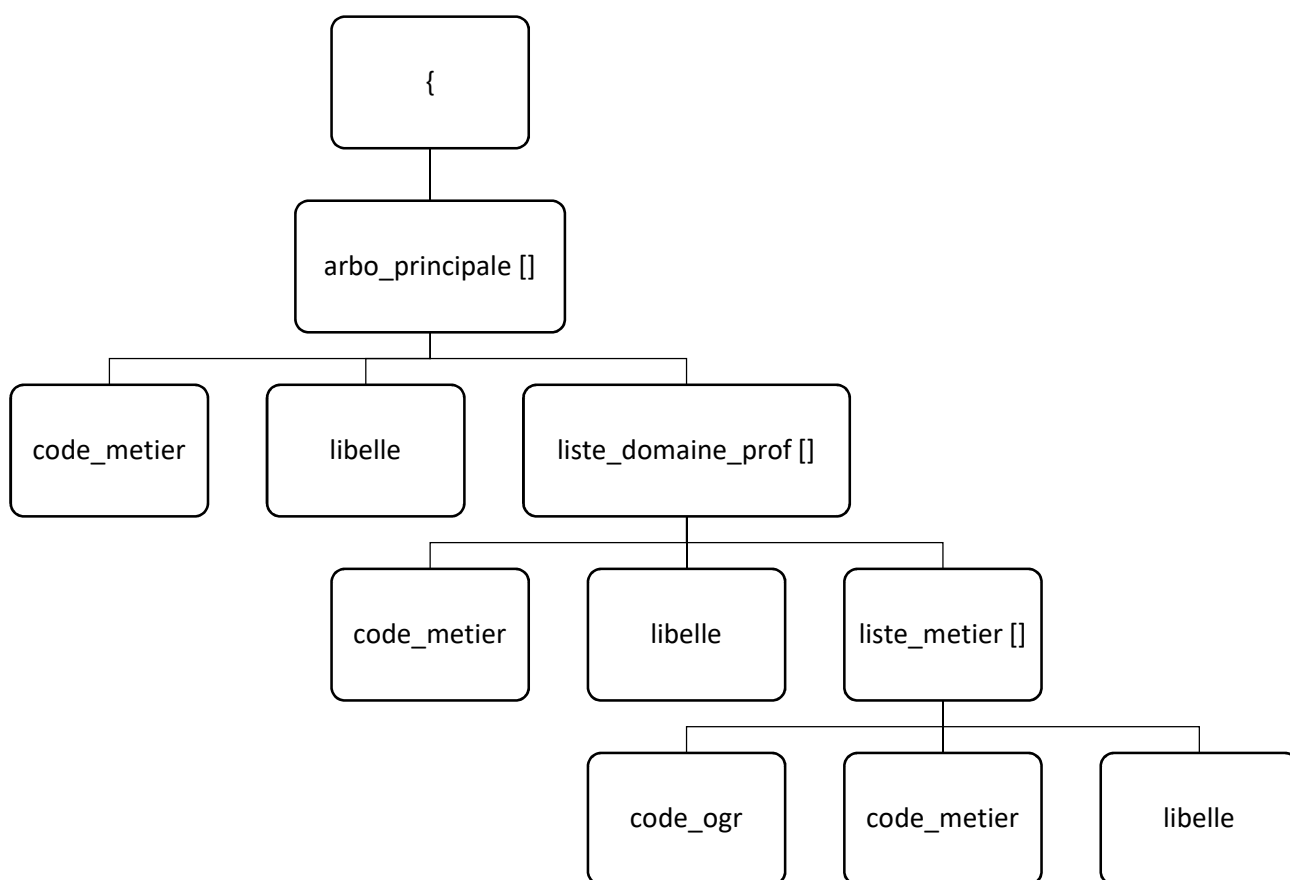 {
arbo_principale []
code_metier
libelle
liste_domaine_prof []
code_metier
libelle
liste_metier []
code_ogr
code_metier
libelle